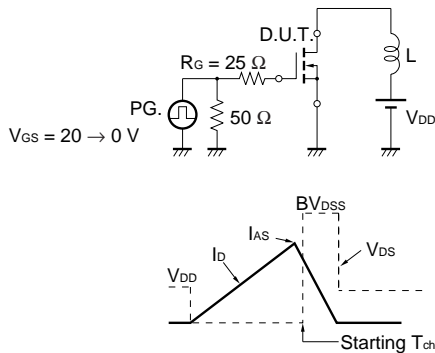 D.U.T.
L
RG = 25 Ω
PG.
50 Ω
VDD
VGS = 20 → 0 V
BVDSS
IAS
ID
VDS
VDD
Starting Tch